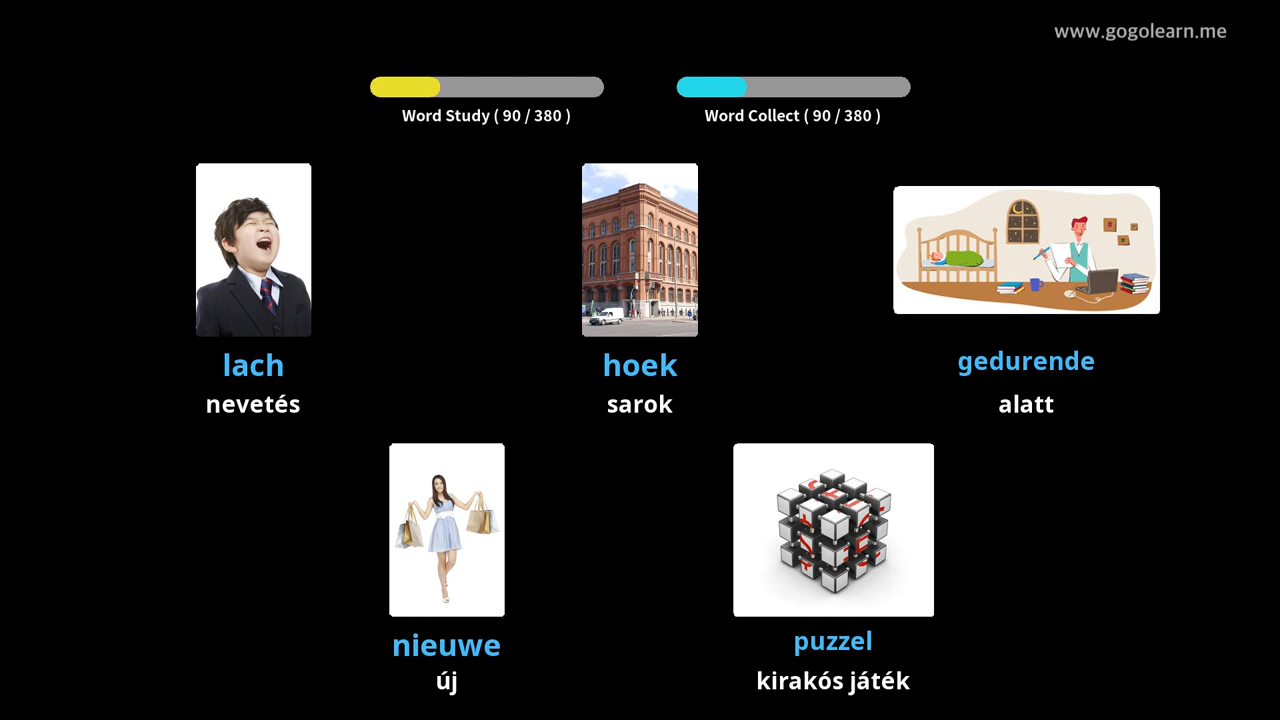 www.gogolearn.me
Word Study ( 90 / 380 )
Word Collect ( 90 / 380 )
lach
nevetés
hoek
sarok
gedurende
alatt
nieuwe
új
puzzel
kirakós játék